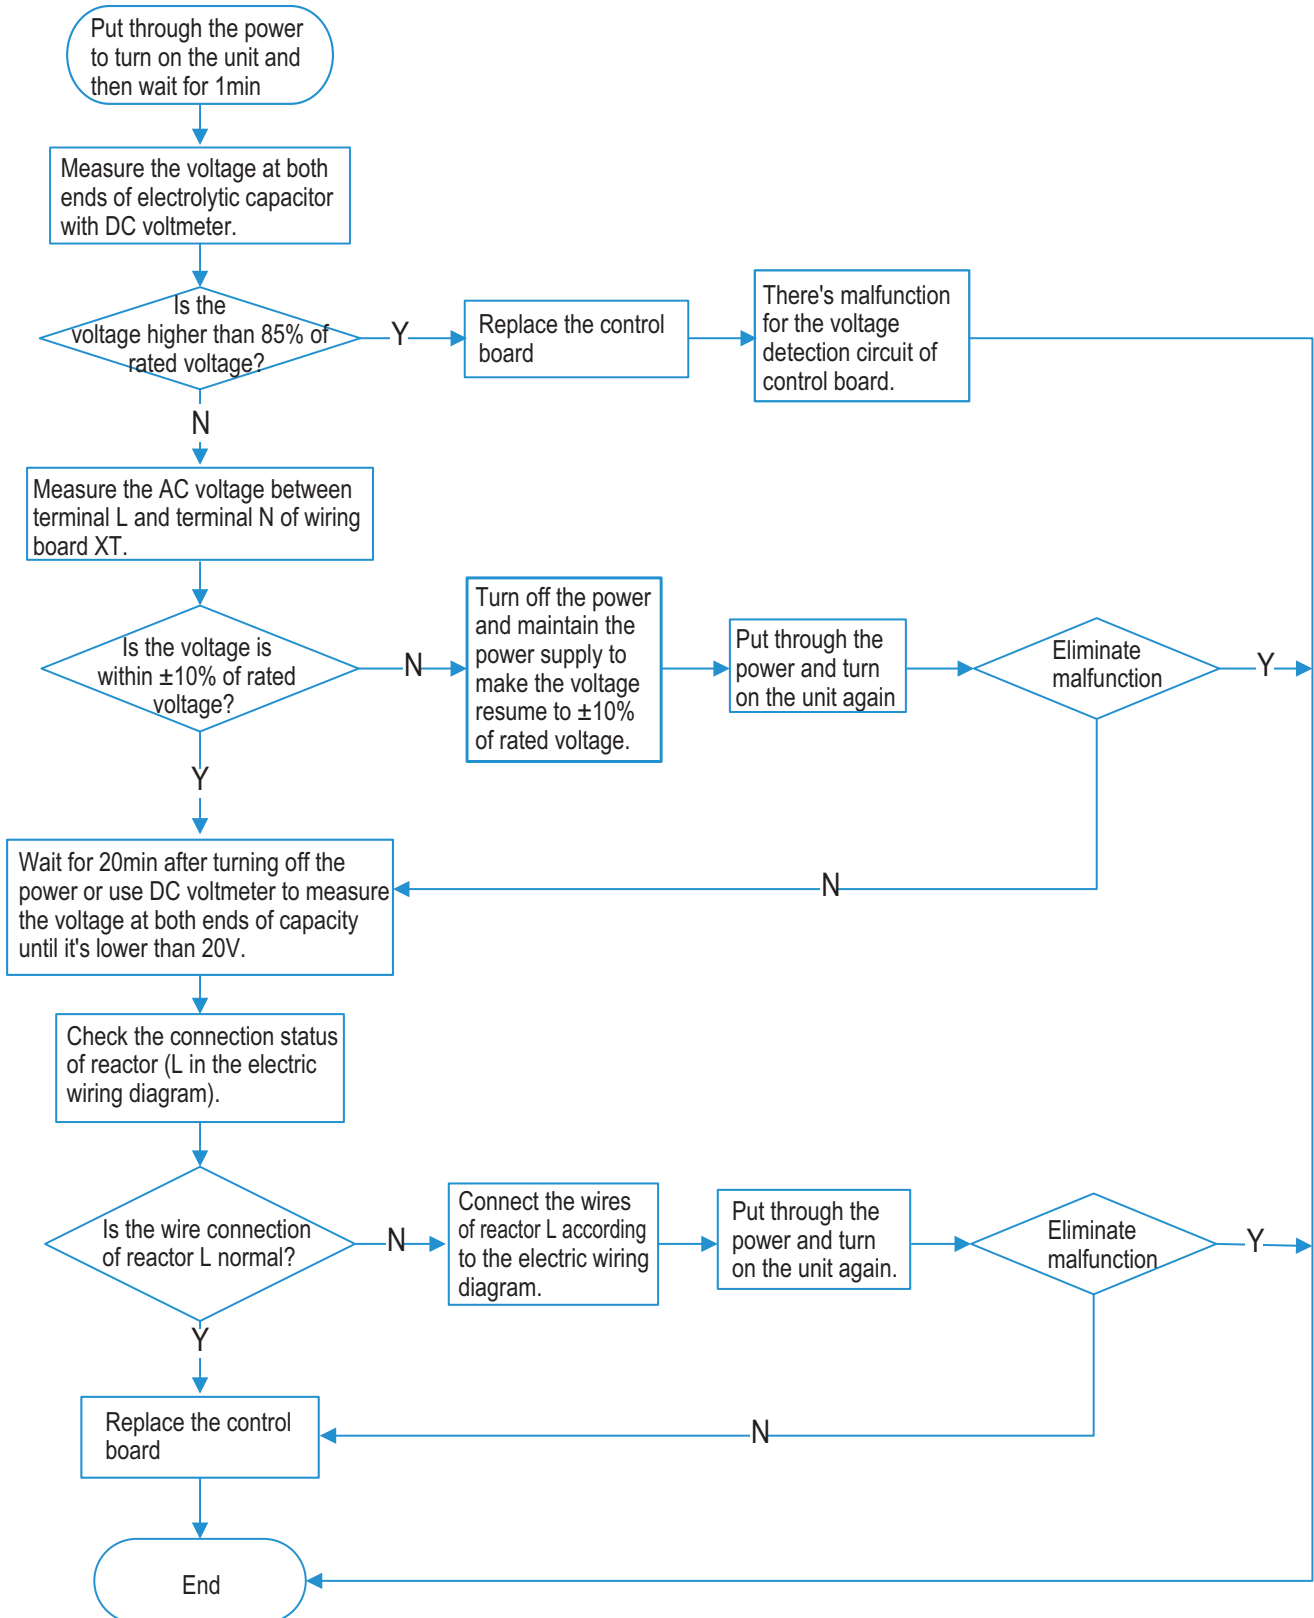 Put through the power
to turn on the unit and
then wait for 1min
Measure the voltage at both
ends of electrolytic capacitor
with DC voltmeter.
Is the
voltage higher than 85% of
rated voltage?
Y
Replace the control
board
There's malfunction
for the voltage
detection circuit of
control board.
N
Measure the AC voltage between
terminal L and terminal N of wiring
board XT.
Is the voltage is
within ±10% of rated
voltage?
N
Turn off the power
and maintain the
power supply to
make the voltage
resume to ±10%
of rated voltage.
Put through the
power and turn
on the unit again
Eliminate
malfunction
Y
Y
N
Wait for 20min after turning off the
power or use DC voltmeter to measure
the voltage at both ends of capacity
until it's lower than 20V.
Check the connection status
of reactor (L in the electric
wiring diagram).
Is the wire connection
of reactor L normal?
N
Connect the wires
of reactor L according
to the electric wiring
diagram.
Put through the
power and turn
on the unit again.
Eliminate
malfunction
Y
Y
N
Replace the control
board
End